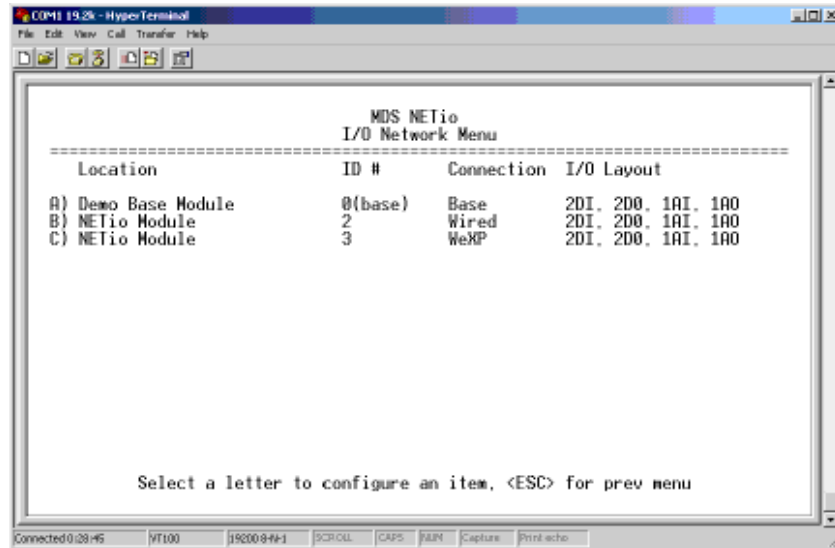 COM1 19.2k - HyperTerminal
File Edit View Call Transfer Help
MDS NETio
I/O Network Menu
==============================================================================
Location ID # Connection I/O Layout
A) Demo Base Module 0(base) Base 2DI, 2DO, 1AI, 1AO
B) NETio Module 2 Wired 2DI, 2DO, 1AI, 1AO
C) NETio Module 3 WeXP 2DI, 2DO, 1AI, 1AO
Select a letter to configure an item, <ESC> for prev menu
Connected 0:28:45 VT100 19200 8-N-1 SCROLL CAPS NUM Capture Print echo